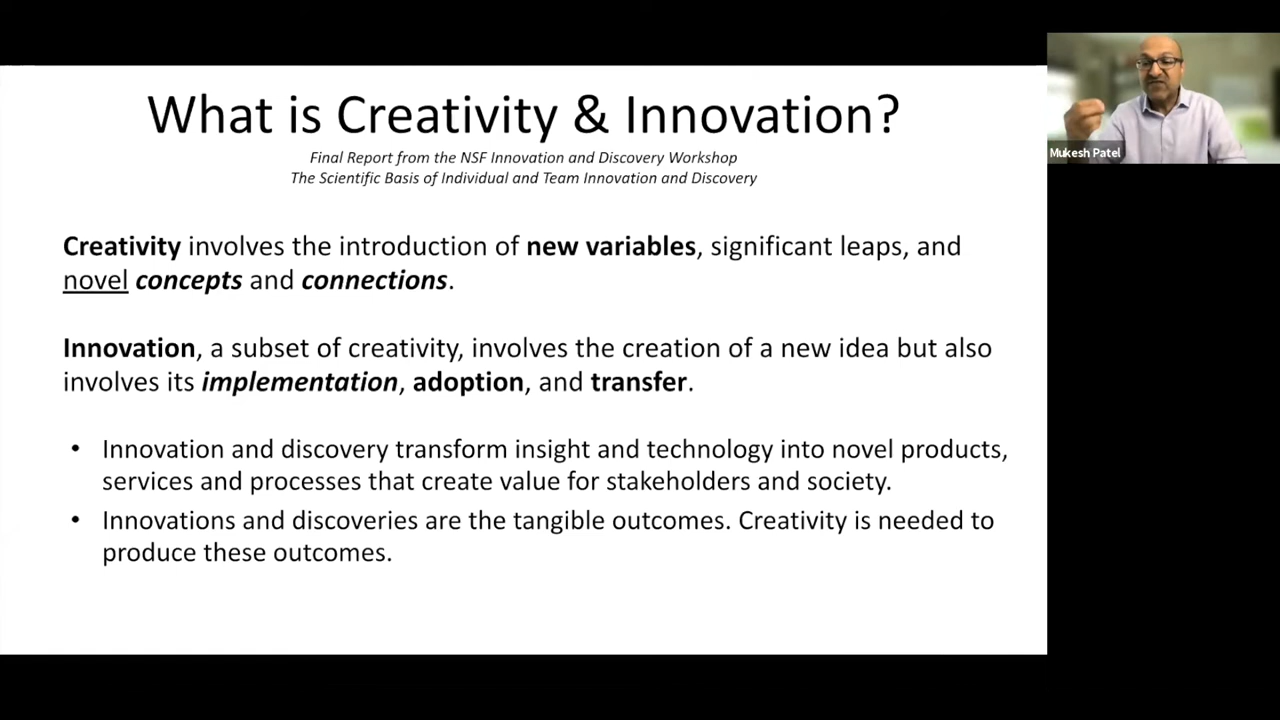 What is Creativity & Innovation?
Final Report from the NSF Innovation and Discovery Workshop
The Scientific Basis of Individual and Team Innovation and Discovery
Mukesh Patel
Creativity involves the introduction of new variables, significant leaps, and
novel concepts and connections.
Innovation, a subset of creativity, involves the creation of a new idea but also
involves its implementation, adoption, and transfer.
• Innovation and discovery transform insight and technology into novel products,
services and processes that create value for stakeholders and society.
• Innovations and discoveries are the tangible outcomes. Creativity is needed to
produce these outcomes.